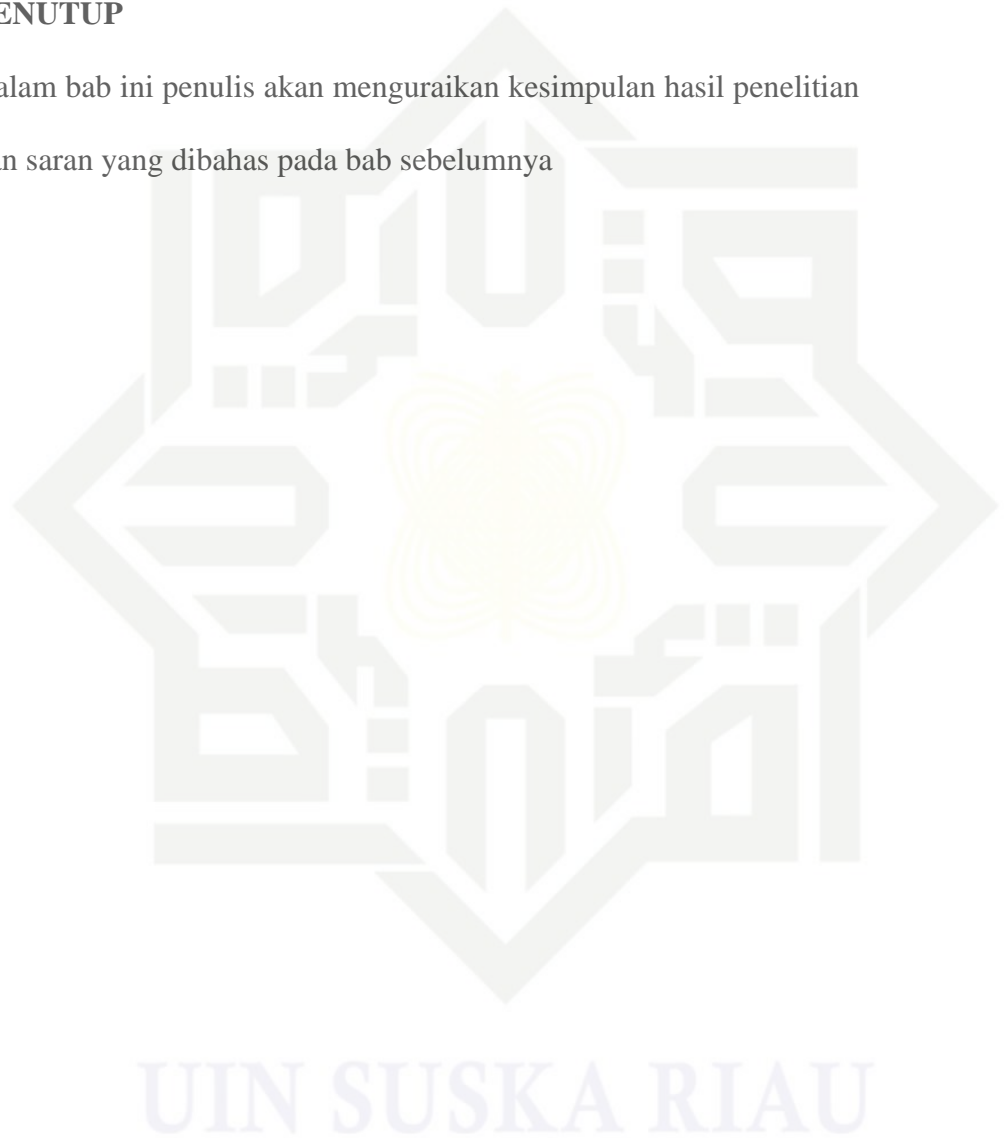 ENUTUP
alam bab ini penulis akan menguraikan kesimpulan hasil penelitian
an saran yang dibahas pada bab sebelumnya
UIN SUSKA RIAU